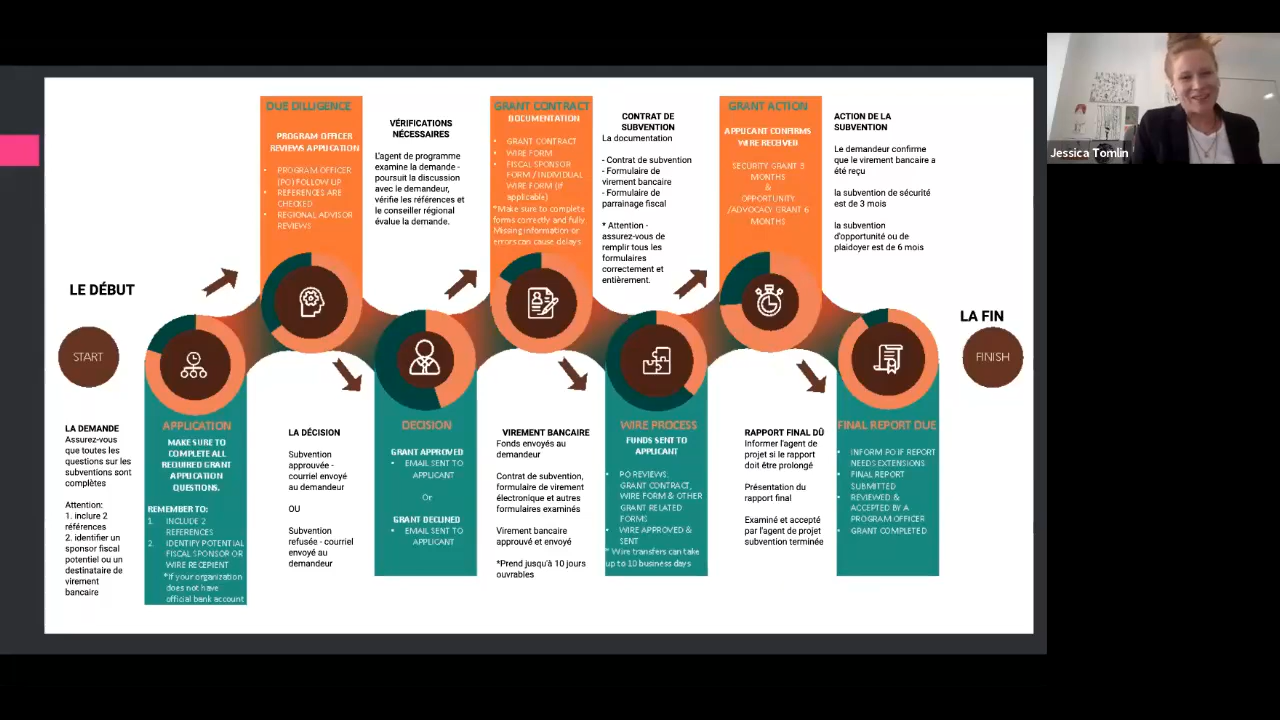 LE DÉBUT
START
LA DEMANDE
Assurez-vous
que toutes les
questions sur les
subventions sont
complètes
Attention:
1. inclure 2
références
2. identifier un
sponsor fiscal
potentiel ou un
destinataire de
virement
bancaire
APPLICATION
MAKE SURE TO
COMPLETE ALL
REQUIRED GRANT
APPLICATION
QUESTIONS.
REMEMBER TO:
1. INCLUDE 2
REFERENCES
2. IDENTIFY POTENTIAL
FISCAL SPONSOR OR
WIRE RECEPIENT
*If your organization
does not have
official bank account
DUE DILLIGENCE
PROGRAM OFFICER
REVIEWS APPLICATION
• PROGRAM OFFICER
(PO) FOLLOW UP
• REFERENCES ARE
CHECKED
• REGIONAL ADVISOR
REVIEWS
VÉRIFICATIONS
NÉCESSAIRES
L'agent de programme
examine la demande -
poursuit la discussion
avec le demandeur,
vérifie les références et
le conseiller régional
évalue la demande.
LA DÉCISION
Subvention
approuvée -
courriel envoyé
au demandeur
OU
Subvention
refusée - courriel
envoyé au
demandeur
DECISION
GRANT APPROVED
• EMAIL SENT TO
APPLICANT
Or
GRANT DECLINED
• EMAIL SENT TO
APPLICANT
GRANT CONTRACT
DOCUMENTATION
• GRANT CONTRACT
• WIRE FORM
• FISCAL SPONSOR
FORM / INDIVIDUAL
WIRE FORM (if
applicable)
*Make sure to complete
forms correctly and fully.
Missing information or
errors can cause delays
CONTRAT DE
SUBVENTION
La documentation
- Contrat de subvention
- Formulaire de
virement bancaire
- Formulaire de
parrainage fiscal
* Attention -
assurez-vous de
remplir tous les
formulaires
correctement et
entièrement.
VIREMENT BANCAIRE
Fonds envoyés au
demandeur
Contrat de subvention,
formulaire de virement
électronique et autres
formulaires examinés
Virement bancaire
approuvé et envoyé
*Prend jusqu'à 10 jours
ouvrables
WIRE PROCESS
FUNDS SENT TO
APPLICANT
• PO REVIEWS:
GRANT CONTRACT,
WIRE FORM & OTHER
GRANT RELATED
FORMS
• WIRE APPROVED &
SENT
* Wire transfers can take
up to 10 business days
GRANT ACTION
APPLICANT CONFIRMS
WIRE RECEIVED
SECURITY GRANT 3
MONTHS
&
OPPORTUNITY
/ADVOCACY GRANT 6
MONTHS
ACTION DE LA
SUBVENTION
Le demandeur confirme
que le virement bancaire a
été reçu
la subvention de sécurité
est de 3 mois
la subvention
d'opportunité ou de
plaidoyer est de 6 mois
RAPPORT FINAL DÛ
Informer l'agent de
projet si le rapport
doit être prolongé
Présentation du
rapport final
Examiné et accepté
par l'agent de projet
subvention terminée
FINAL REPORT DUE
• INFORM PO IF REPORT
NEEDS EXTENSIONS
• FINAL REPORT
SUBMITTED
• REVIEWED &
ACCEPTED BY A
PROGRAM OFFICER
• GRANT COMPLETED
LA FIN
FINISH
Jessica Tomlin